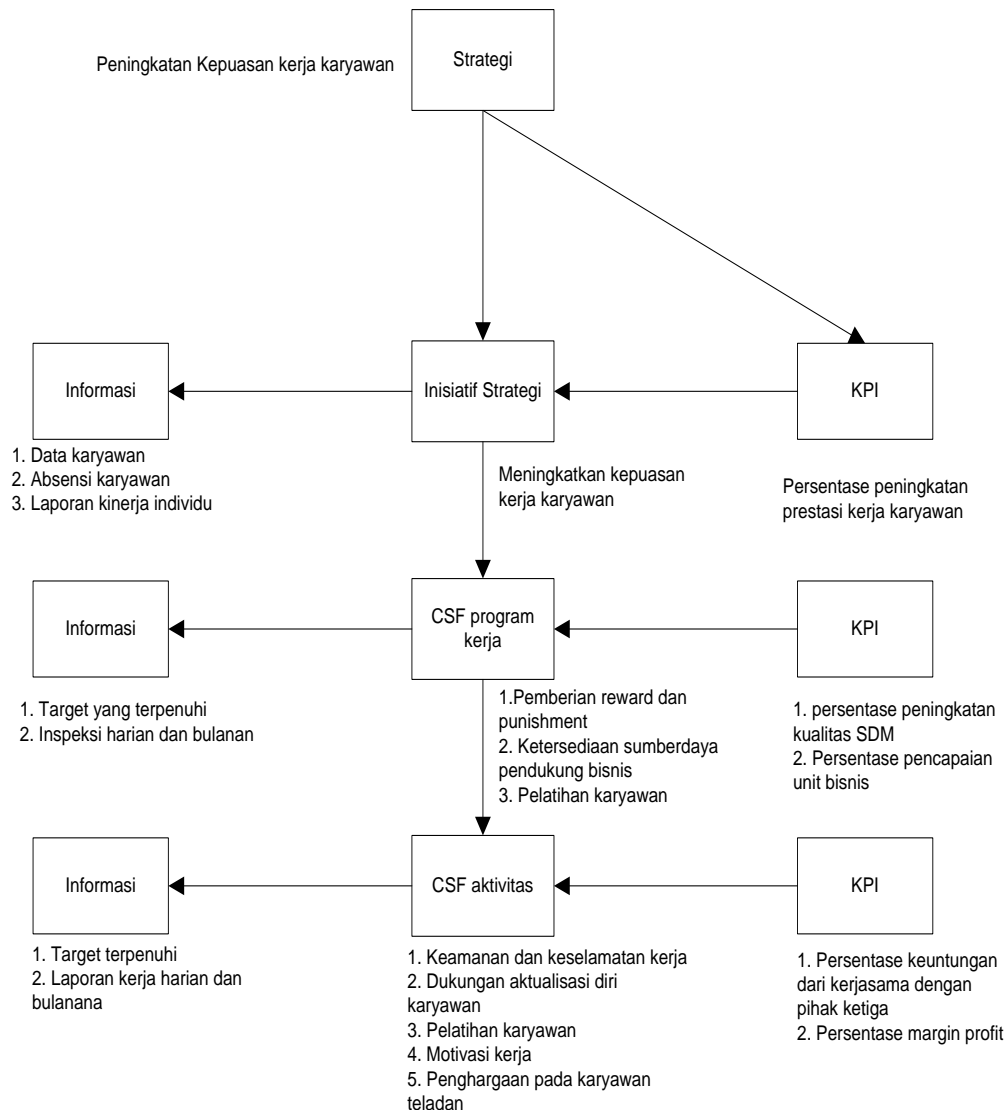 Peningkatan Kepuasan kerja karyawan
Strategi
Informasi
Inisiatif Strategi
KPI
1. Data karyawan
2. Absensi karyawan
3. Laporan kinerja individu
Meningkatkan kepuasan
kerja karyawan
Persentase peningkatan
prestasi kerja karyawan
Informasi
CSF program
kerja
KPI
1. Target yang terpenuhi
2. Inspeksi harian dan bulanan
1.Pemberian reward dan
punishment
2. Ketersediaan sumberdaya
pendukung bisnis
3. Pelatihan karyawan
1. persentase peningkatan
kualitas SDM
2. Persentase pencapaian
unit bisnis
Informasi
CSF aktivitas
KPI
1. Target terpenuhi
2. Laporan kerja harian dan
bulanana
1. Keamanan dan keselamatan kerja
2. Dukungan aktualisasi diri
karyawan
3. Pelatihan karyawan
4. Motivasi kerja
5. Penghargaan pada karyawan
teladan
1. Persentase keuntungan
dari kerjasama dengan
pihak ketiga
2. Persentase margin profit